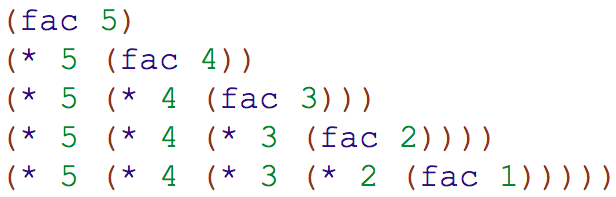 (fac 5)
(* 5 (fac 4))
(* 5 (* 4 (fac 3)))
(* 5 (* 4 (* 3 (fac 2))))
(* 5 (* 4 (* 3 (* 2 (fac 1)))))